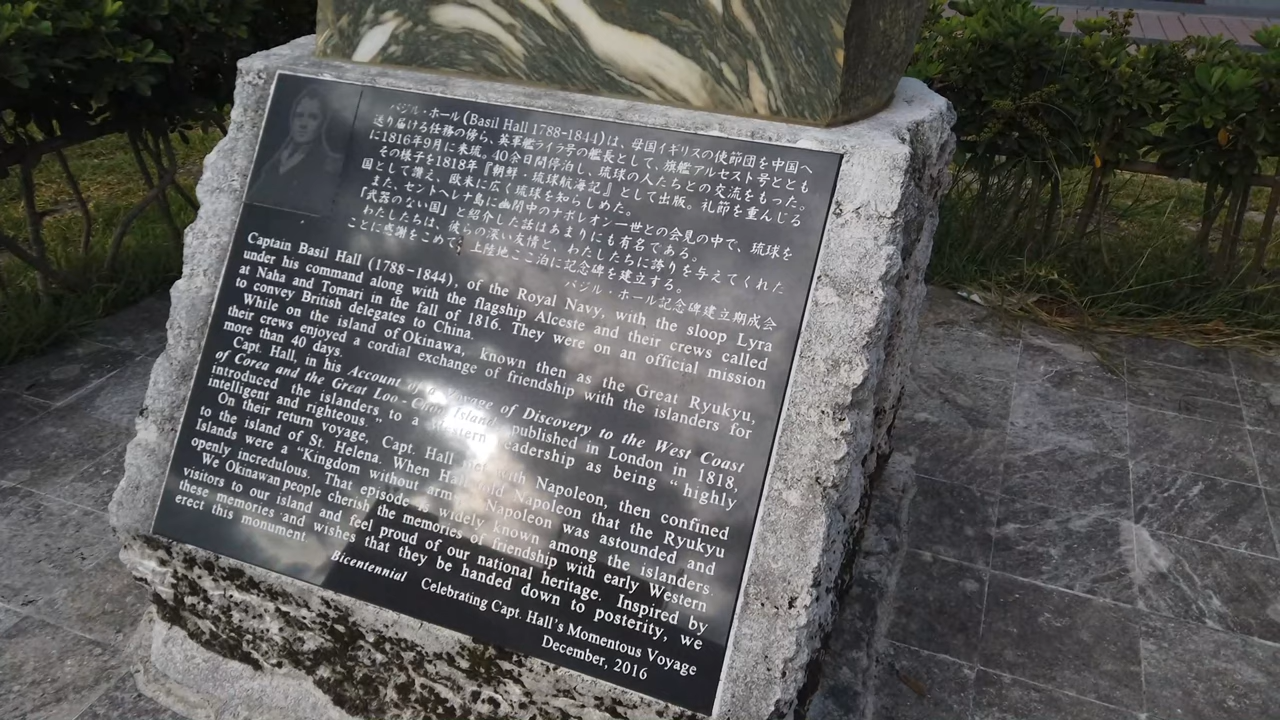 バジル・ホール(Basil Hall 1788-1844)は、母国イギリスの使節団を中国へ
送り届ける任務の傍ら、英軍艦ライラ号の艦長として、旗艦アルセスト号ととも
に1816年9月に来琉。40余日間停泊し、琉球の人たちとの交流をもった。
その様子を1818年『朝鮮・琉球航海記』として出版。礼節を重んじる
国として讃え、欧米に広く琉球を知らしめた。
また、セントヘレナ島に幽閉中のナポレオン一世との会見の中で、琉球を
「武器のない国」と紹介した話はあまりにも有名である。
わたしたちは、彼らの深い友情と、わたしたちに誇りを与えてくれた
ことに感謝をこめて、上陸地ここ泊に記念碑を建立する。
バジル・ホール記念碑建立期成会
Captain Basil Hall (1788-1844), of the Royal Navy, with the sloop Lyra
under his command along with the flagship Alceste and their crews called
at Naha and Tomari in the fall of 1816. They were on an official mission
to convey British delegates to China.
While on the island of Okinawa, known then as the Great Ryukyu,
their crews enjoyed a cordial exchange of friendship with the islanders for
more than 40 days.
Capt. Hall, in his Account of a Voyage of Discovery to the West Coast
of Corea and the Great Loo-Choo Island published in London in 1818,
introduced the islanders to a Western readership as being "highly
intelligent and righteous."
On their return voyage, Capt. Hall met with Napoleon, then confined
to the island of St. Helena. When Hall told Napoleon that the Ryukyu
Islands were a "Kingdom without arms" Napoleon was astounded and
openly incredulous. That episode is widely known among the islanders.
We Okinawan people cherish the memories of friendship with early Western
visitors to our island and feel proud of our national heritage. Inspired by
these memories and wishes that they be handed down to posterity, we
erect this monument.
Bicentennial Celebrating Capt. Hall's Momentous Voyage
December, 2016